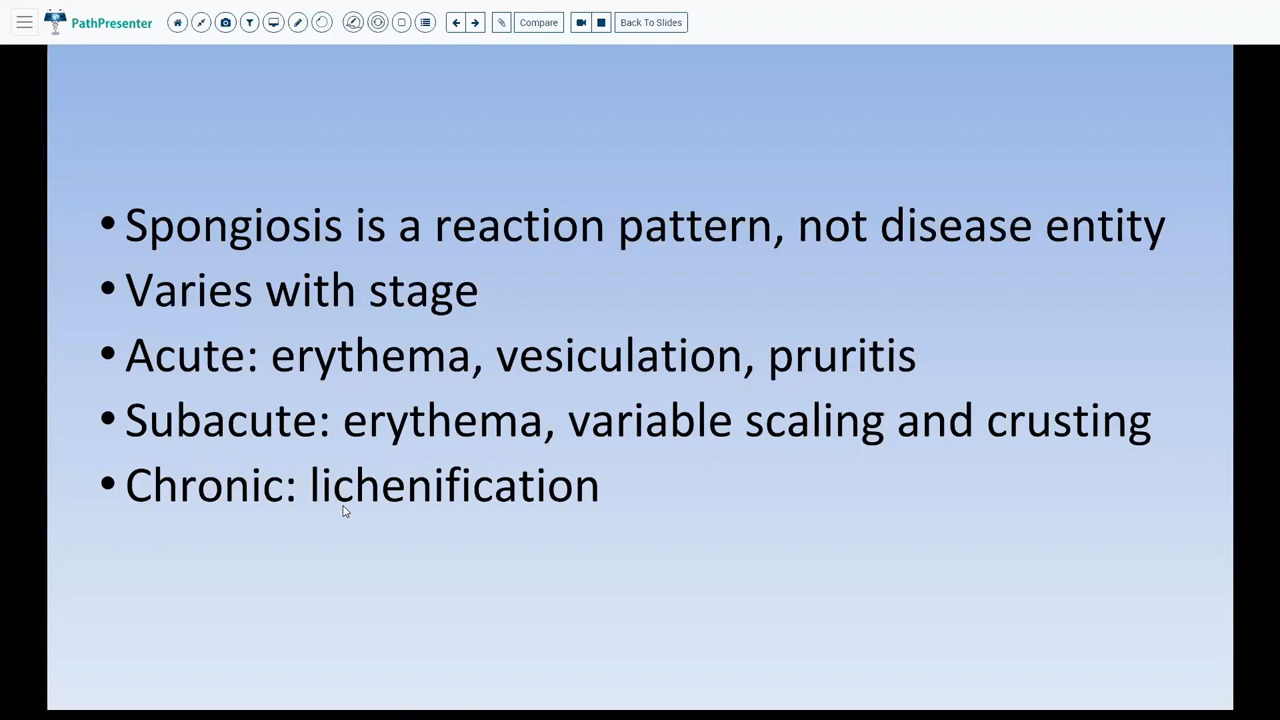 PathPresenter
Compare
Back To Slides
• Spongiosis is a reaction pattern, not disease entity
• Varies with stage
• Acute: erythema, vesiculation, pruritis
• Subacute: erythema, variable scaling and crusting
• Chronic: lichenification